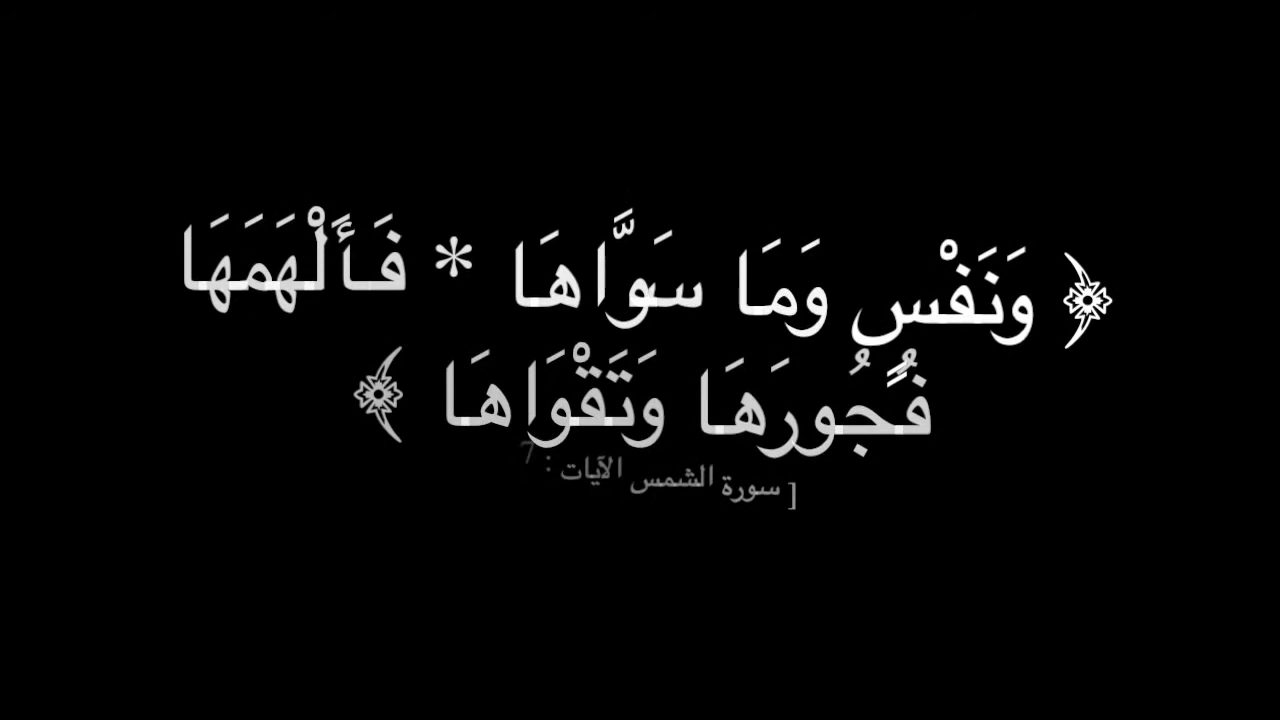 ﴿ وَنَفْسٍ وَمَا سَوَّاهَا * فَأَلْهَمَهَا
فُجُورَهَا وَتَقْوَاهَا ﴾
[ سورة الشمس الآيات : 7